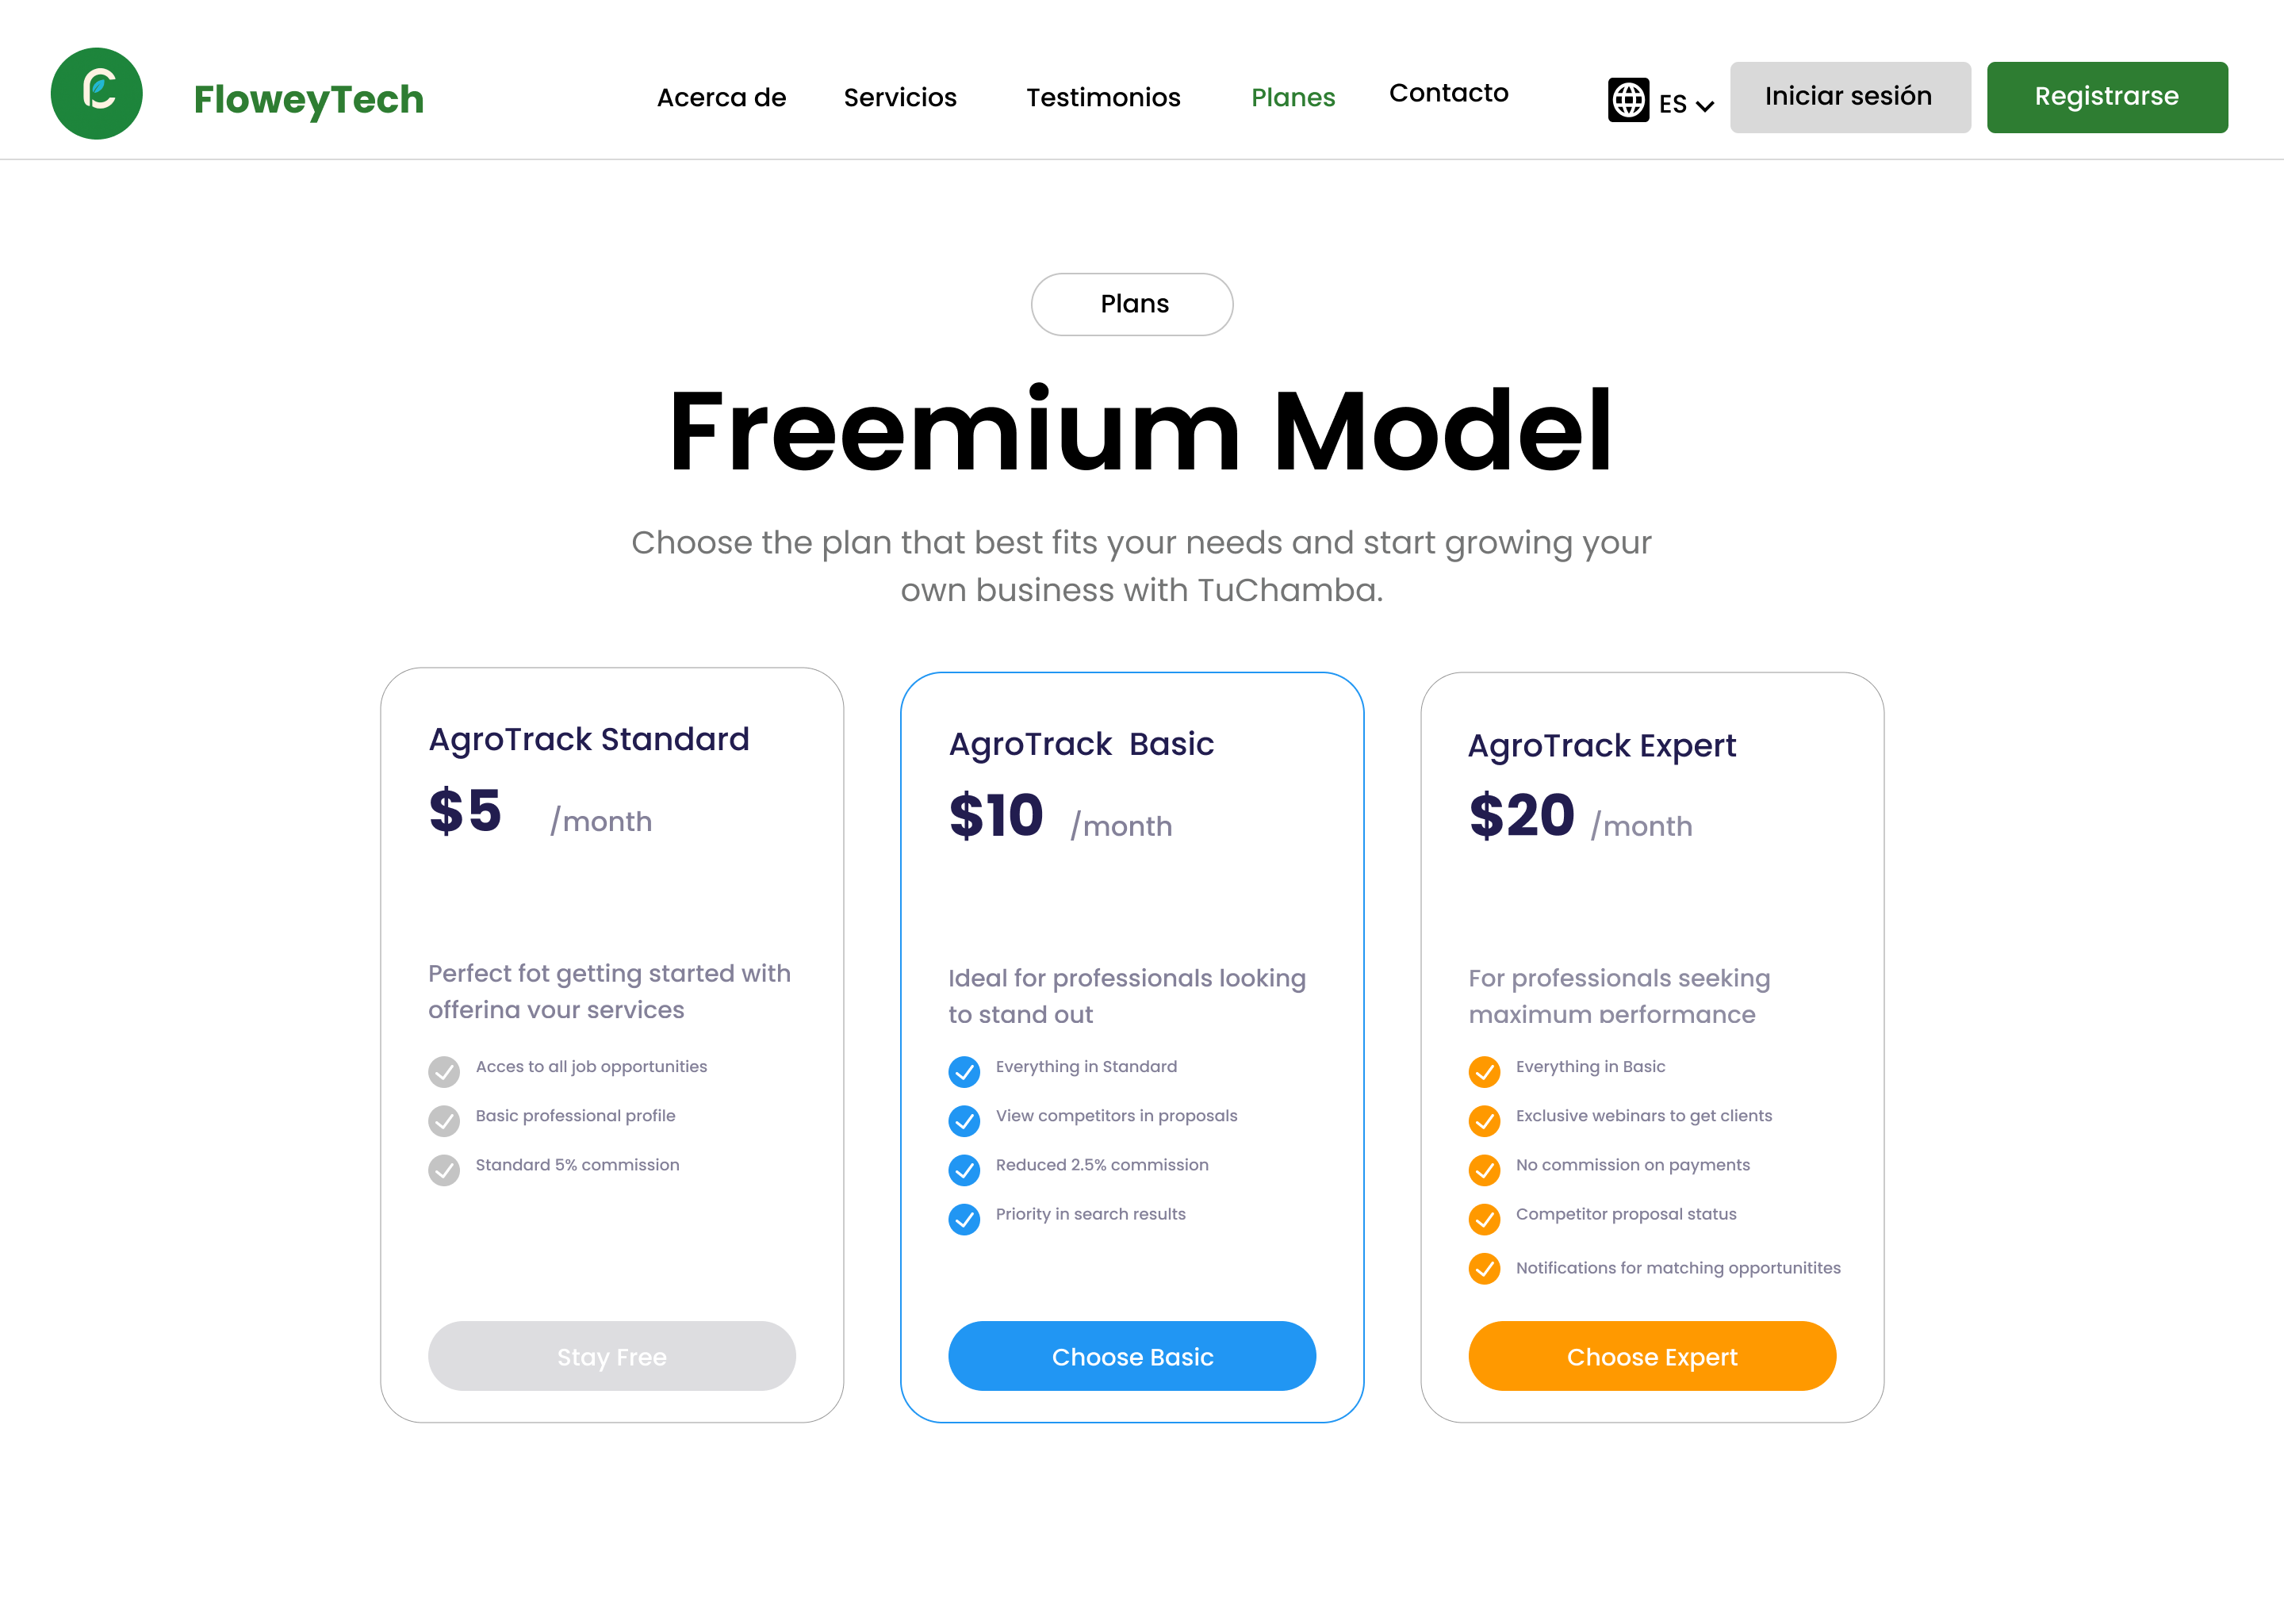 FloweyTech
Acerca de
Servicios
Testimonios
Planes
Contacto
ES
Iniciar sesión
Registrarse
Plans
Freemium Model
Choose the plan that best fits your needs and start growing your
own business with TuChamba.
AgroTrack Standard
$5 /month
Perfect fot getting started with
offering your services
Acces to all job opportunities
Basic professional profile
Standard 5% commission
Stay Free
AgroTrack Basic
$10 /month
Ideal for professionals looking
to stand out
Everything in Standard
View competitors in proposals
Reduced 2.5% commission
Priority in search results
Choose Basic
AgroTrack Expert
$20 /month
For professionals seeking
maximum performance
Everything in Basic
Exclusive webinars to get clients
No commission on payments
Competitor proposal status
Notifications for matching opportunitites
Choose Expert